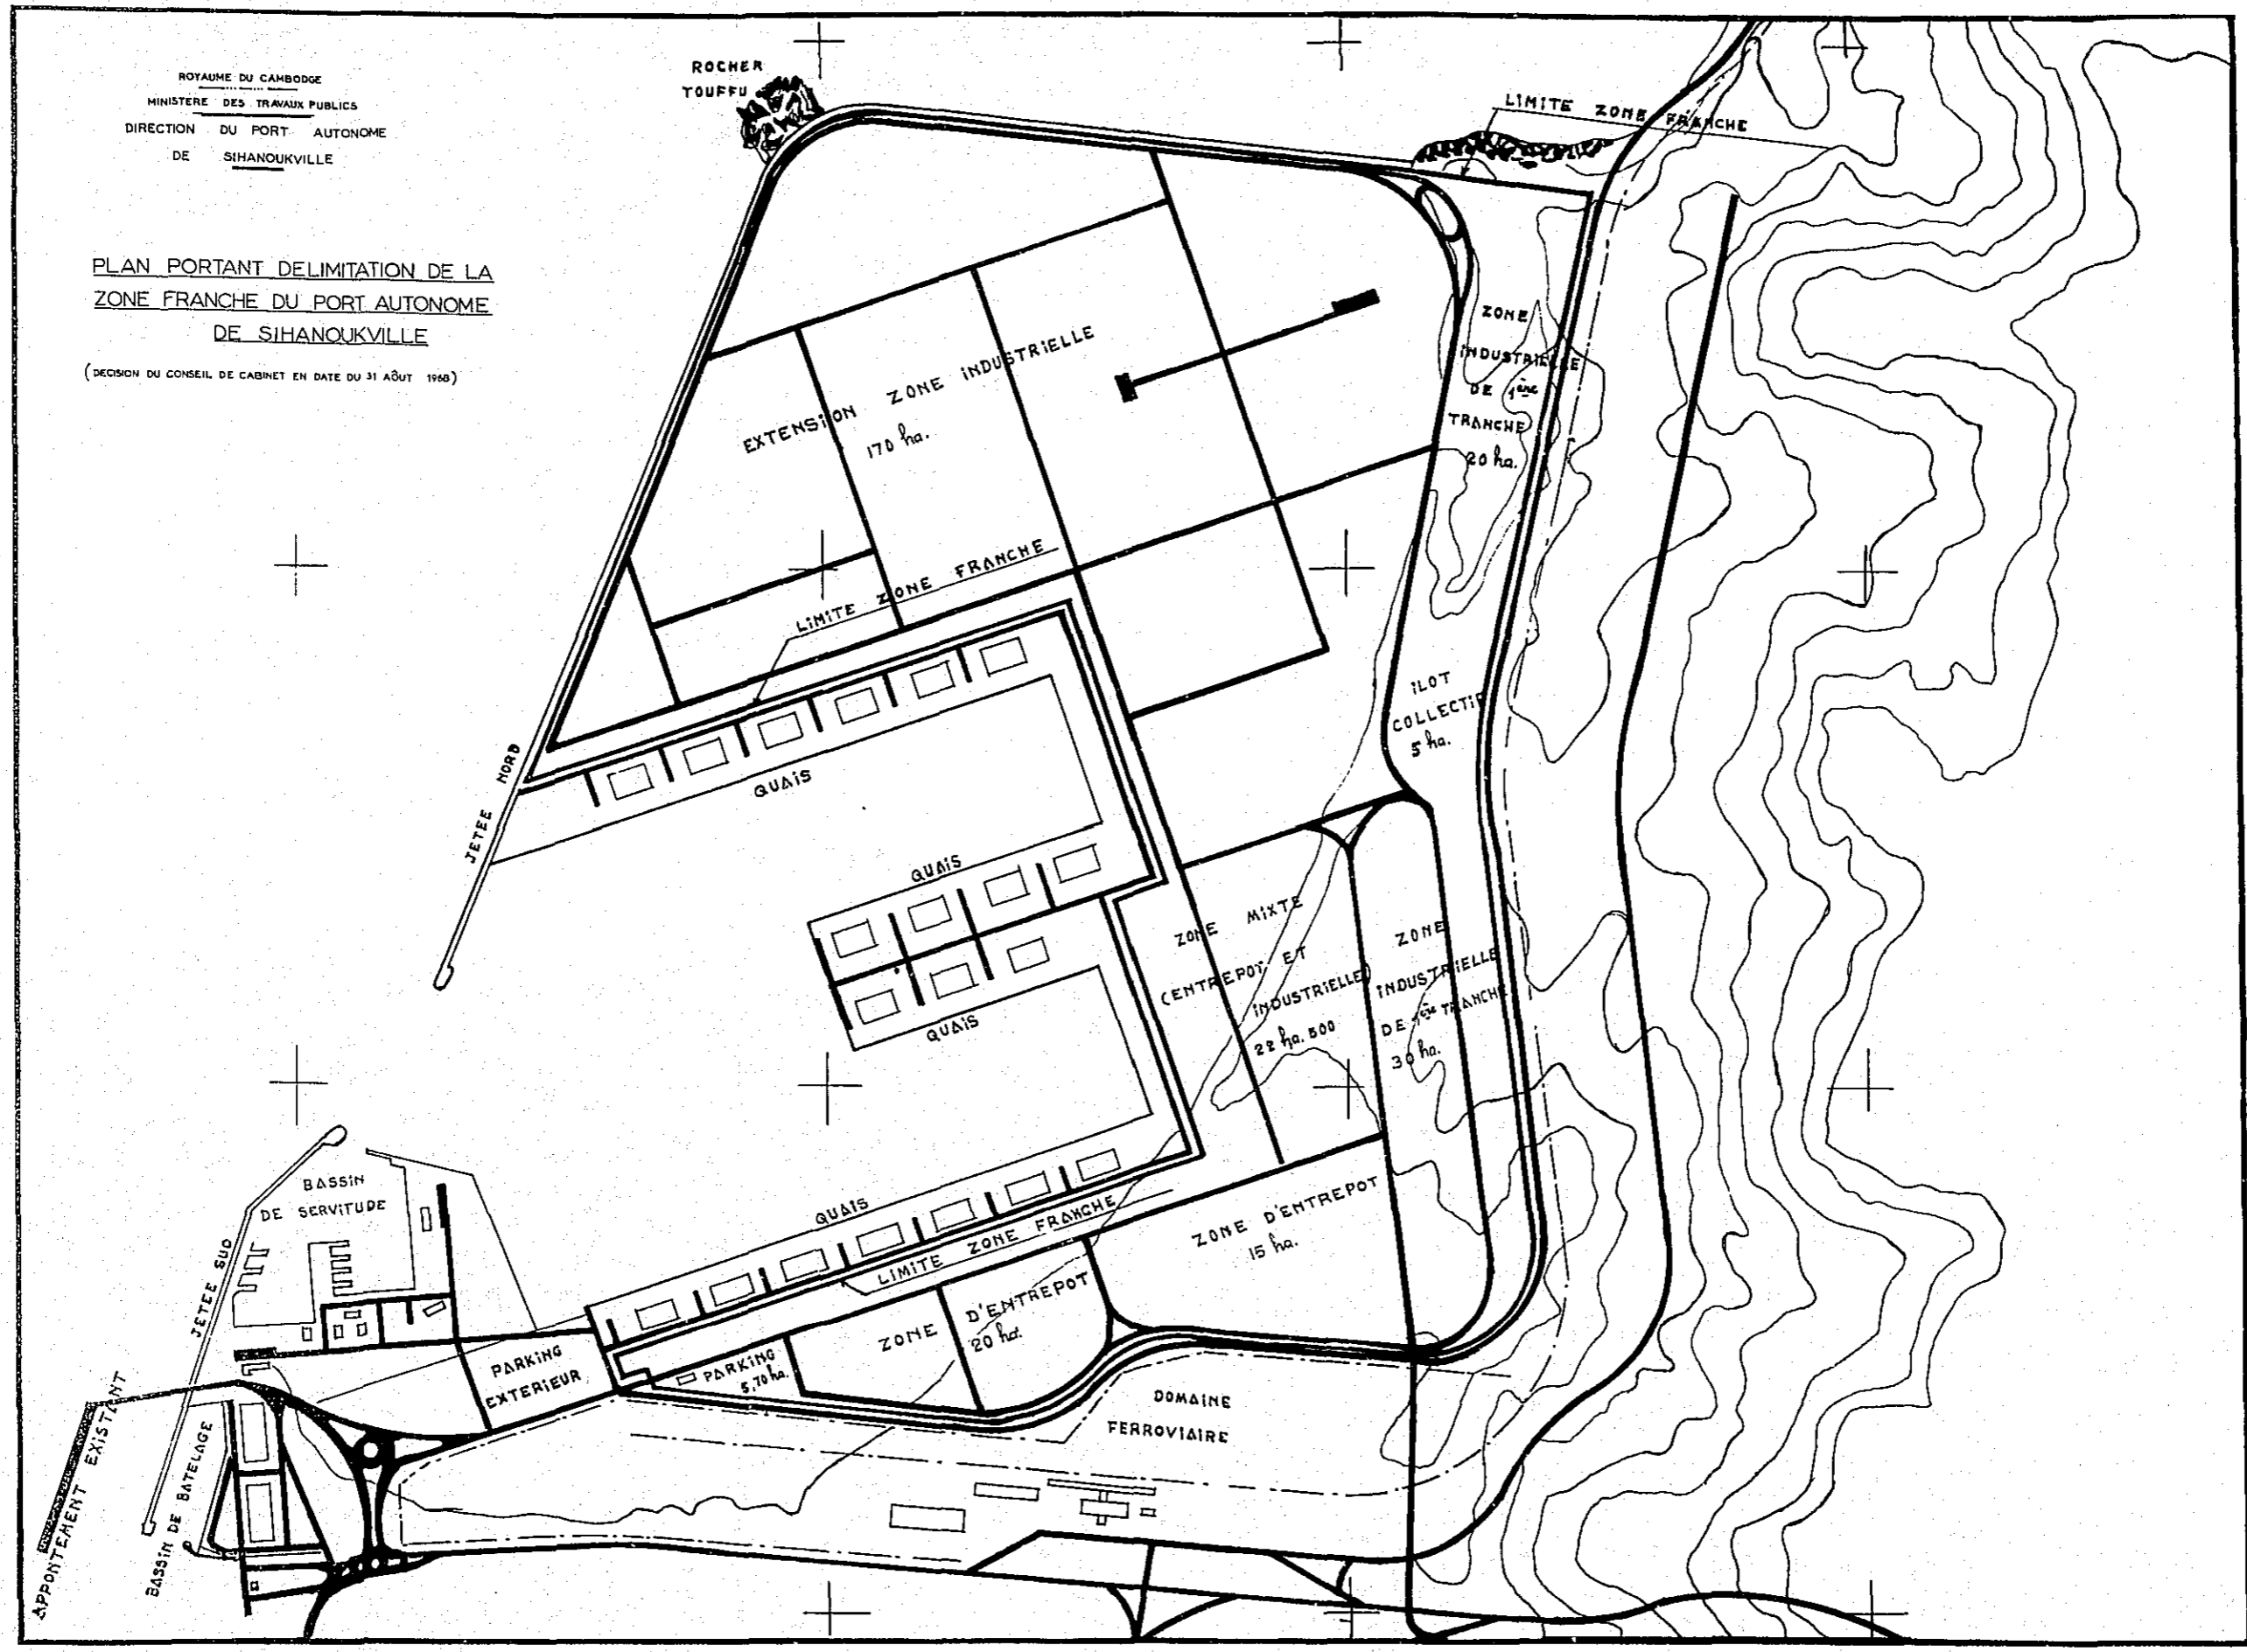 ROYAUME DU CAMBODGE
MINISTERE DES TRAVAUX PUBLICS
DIRECTION DU PORT AUTONOME
DE SIHANOUKVILLE
PLAN PORTANT DELIMITATION DE LA
ZONE FRANCHE DU PORT AUTONOME
DE SIHANOUKVILLE
(DECISION DU CONSEIL DE CABINET EN DATE DU 31 AÔUT 1968)
ROCHER
TOUFFU
LIMITE ZONE FRANCHE
EXTENSION ZONE INDUSTRIELLE
170 ha.
ZONE
INDUSTRIELLE
DE 1ère
TRANCHE
20 ha.
LIMITE ZONE FRANCHE
ILOT
COLLECTIF
5 ha.
JETEE NORD
QUAIS
QUAIS
QUAIS
ZONE MIXTE
(ENTREPOT ET
INDUSTRIELLE)
22 ha. 500
ZONE
INDUSTRIELLE
DE 1ère TRANCHE
30 ha.
BASSIN
DE SERVITUDE
JETEE SUD
QUAIS
LIMITE ZONE FRANCHE
ZONE D'ENTREPOT
15 ha.
ZONE D'ENTREPOT
20 ha.
PARKING
5.70 ha.
PARKING
EXTERIEUR
DOMAINE
FERROVIAIRE
APPONTEMENT EXISTANT
BASSIN DE BATELAGE